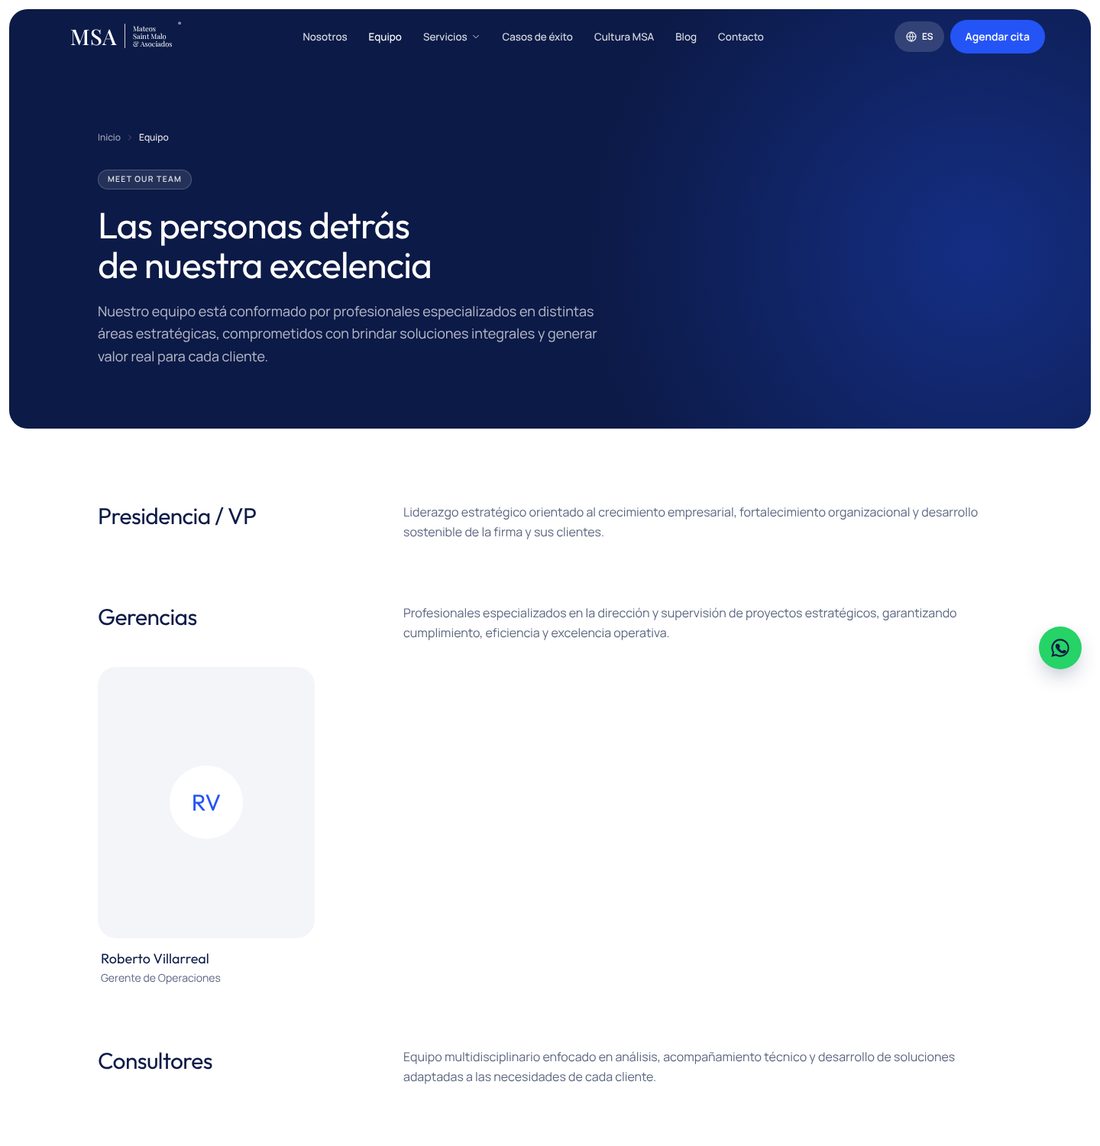 MSA
Mateos
Saint Malo
& Asociados
Nosotros
Equipo
Servicios
Casos de éxito
Cultura MSA
Blog
Contacto
ES
Agendar cita
Inicio
Equipo
MEET OUR TEAM
Las personas detrás
de nuestra excelencia
Nuestro equipo está conformado por profesionales especializados en distintas
áreas estratégicas, comprometidos con brindar soluciones integrales y generar
valor real para cada cliente.
Presidencia / VP
Liderazgo estratégico orientado al crecimiento empresarial, fortalecimiento organizacional y desarrollo
sostenible de la firma y sus clientes.
Gerencias
Profesionales especializados en la dirección y supervisión de proyectos estratégicos, garantizando
cumplimiento, eficiencia y excelencia operativa.
RV
Roberto Villarreal
Gerente de Operaciones
Consultores
Equipo multidisciplinario enfocado en análisis, acompañamiento técnico y desarrollo de soluciones
adaptadas a las necesidades de cada cliente.